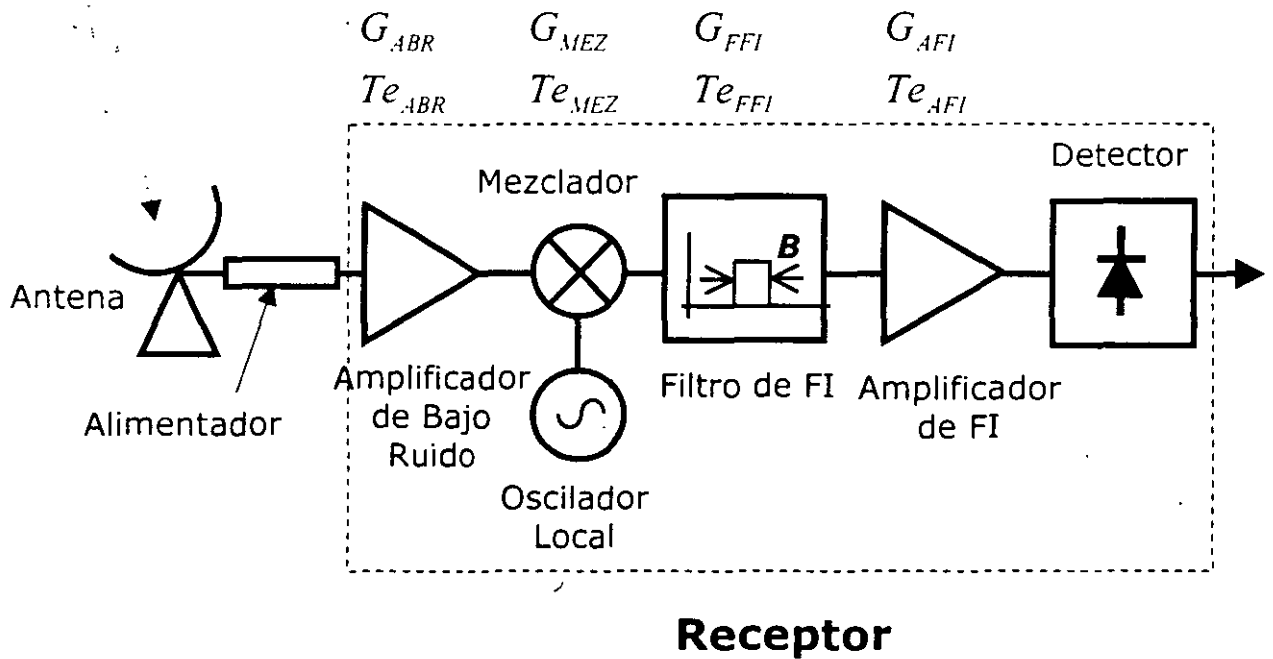 G_ABR G_MEZ G_FFI G_AFI
Te_ABR Te_MEZ Te_FFI Te_AFI
Detector
Mezclador
B
Antena
Alimentador
Amplificador
de Bajo
Ruido
Filtro de FI
Amplificador
de FI
Oscilador
Local
Receptor